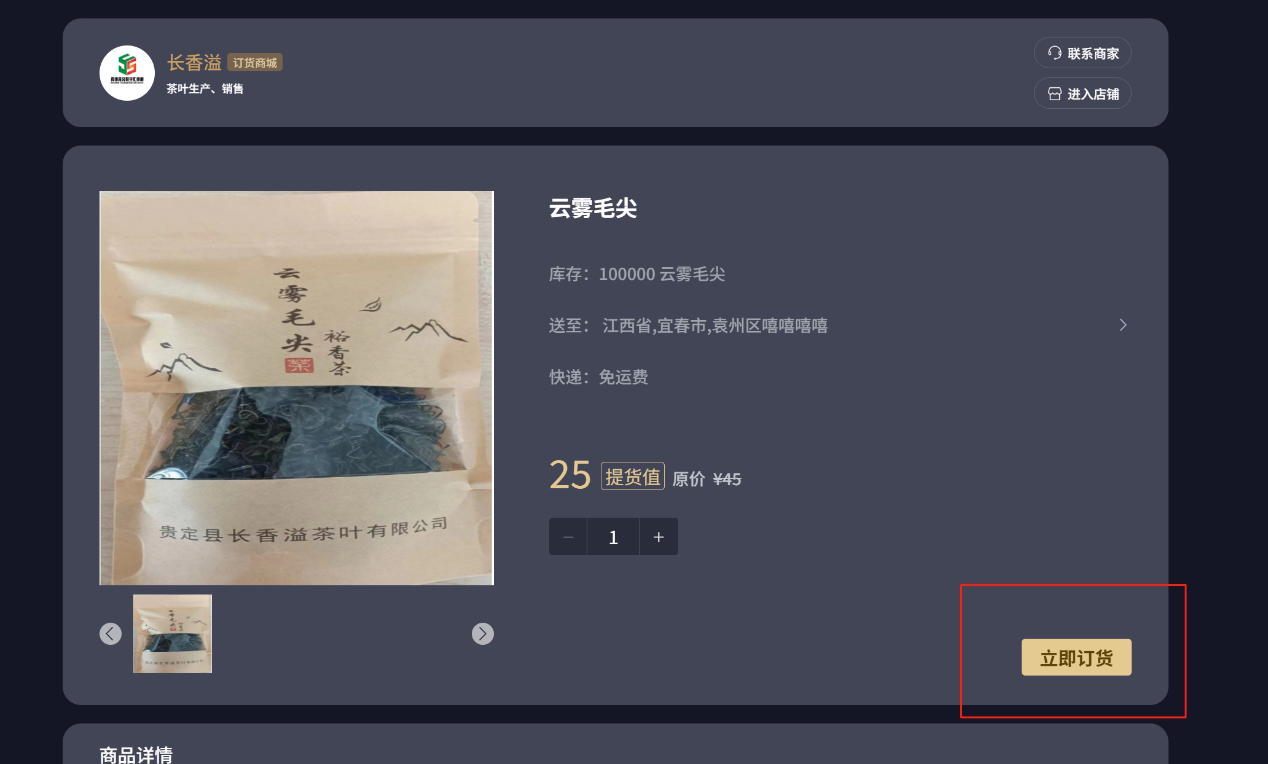 长香溢 订货商城
茶叶生产、销售
联系商家
进入店铺
云雾毛尖
裕香茶
茶
贵定县长香溢茶叶有限公司
云雾毛尖
库存：100000 云雾毛尖
送至： 江西省,宜春市,袁州区嘻嘻嘻嘻
快递：免运费
25 提货值 原价 ¥45
1
立即订货
商品详情